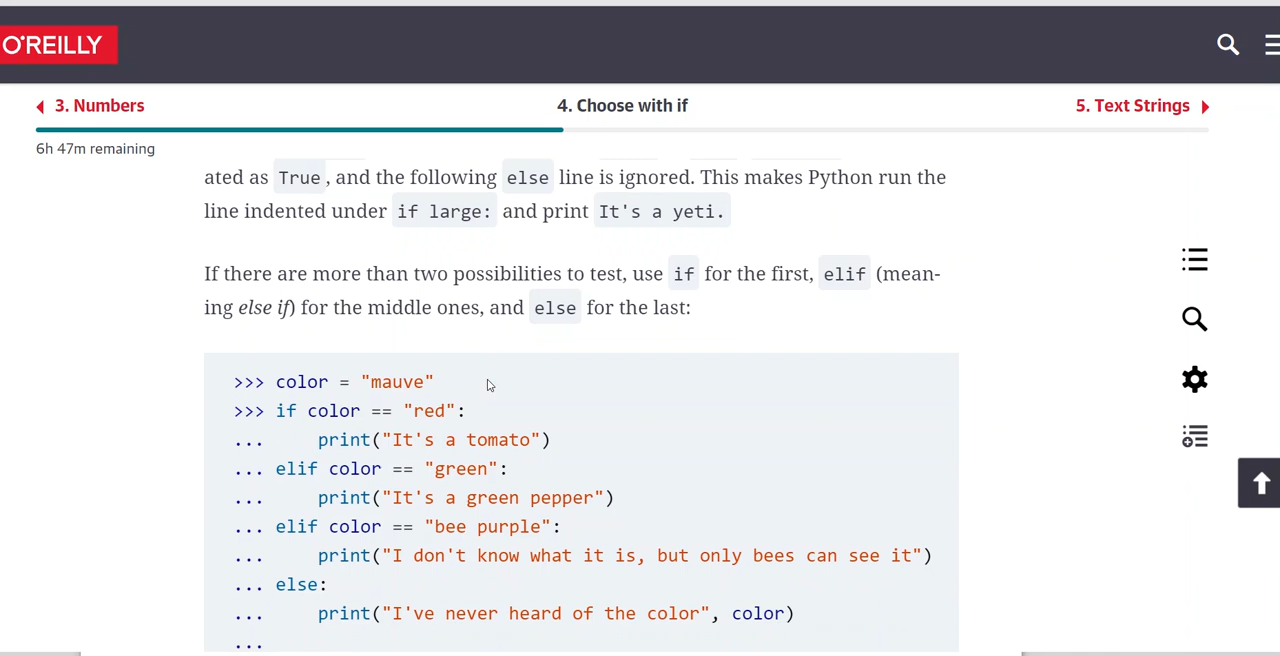 O'REILLY
3. Numbers
4. Choose with if
5. Text Strings
6h 47m remaining
ated as True, and the following else line is ignored. This makes Python run the
line indented under if large: and print It's a yeti.
If there are more than two possibilities to test, use if for the first, elif (mean-
ing else if) for the middle ones, and else for the last:
>>> color = "mauve"
>>> if color == "red":
...     print("It's a tomato")
... elif color == "green":
...     print("It's a green pepper")
... elif color == "bee purple":
...     print("I don't know what it is, but only bees can see it")
... else:
...     print("I've never heard of the color", color)
...